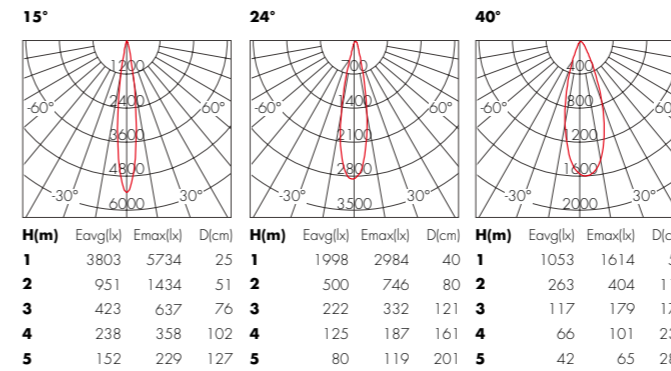 15° 24° 40°
1200 700 400
2400 1400 800
-60° 60° -60° 60° -60°
3600 2100 1200
4800 2800 1600
-30° 30° -30° 30° -30° 30°
6000 3500 2000
H(m) Eavg(lx) Emax(lx) D(cm) H(m) Eavg(lx) Emax(lx) D(cm) H(m) Eavg(lx) Emax(lx)
1 3803 5734 25 1 1998 2984 40 1 1053 1614
2 951 1434 51 2 500 746 80 2 263 404
3 423 637 76 3 222 332 121 3 117 179
4 238 358 102 4 125 187 161 4 66 101
5 152 229 127 5 80 119 201 5 42 65